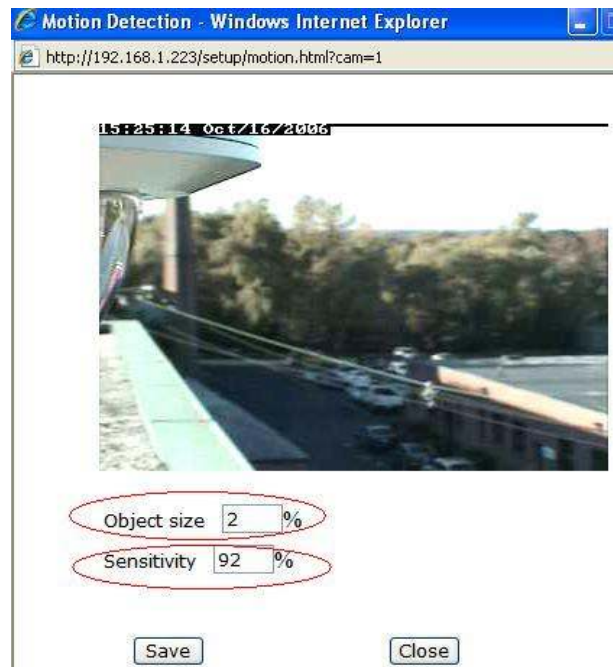 Motion Detection - Windows Internet Explorer
http://192.168.1.223/setup/motion.html?cam=1
15:25:14 Oct/16/2006
Object size 2 %
Sensitivity 92 %
Save Close